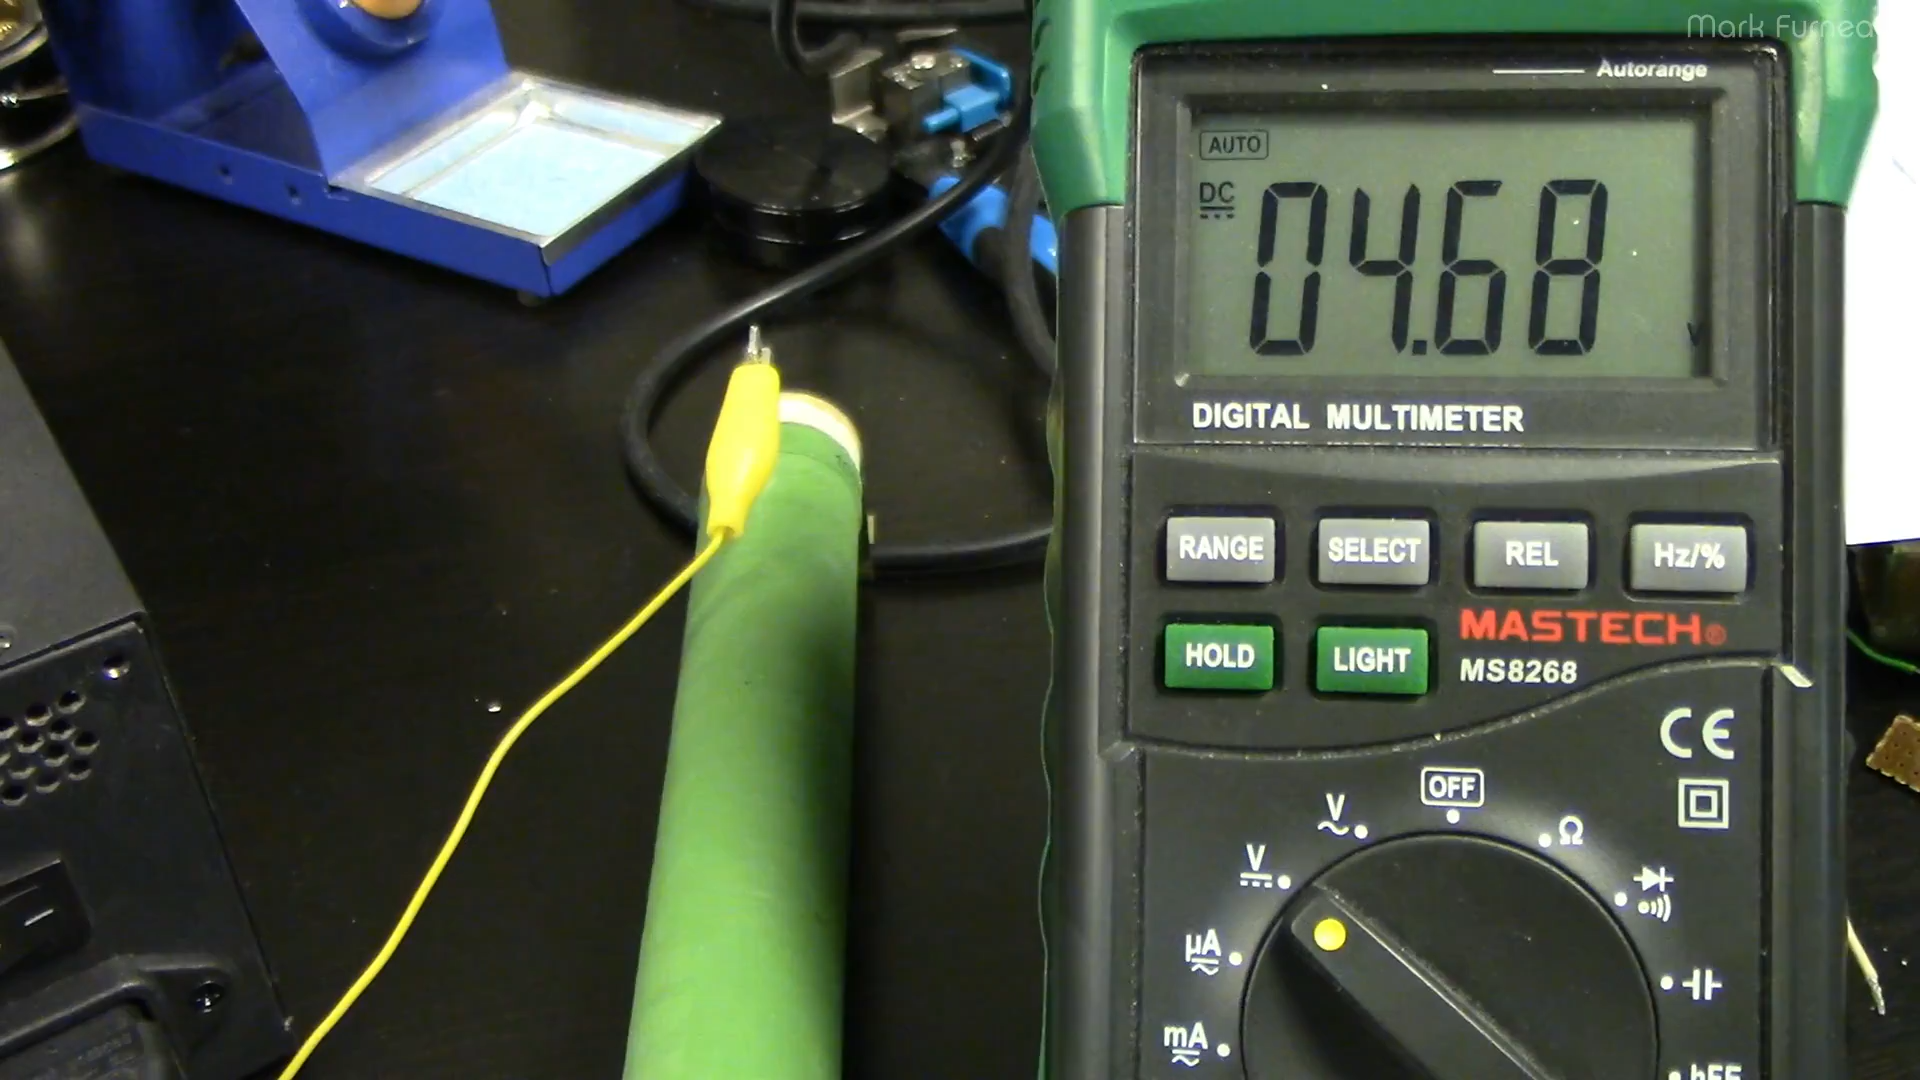 Mark Furnea
Autorange
AUTO
DC
04.68
V
DIGITAL MULTIMETER
RANGE
SELECT
REL
Hz/%
HOLD
LIGHT
MASTECH®
MS8268
CE
OFF
V
Ω
V
µA
mA
hFE